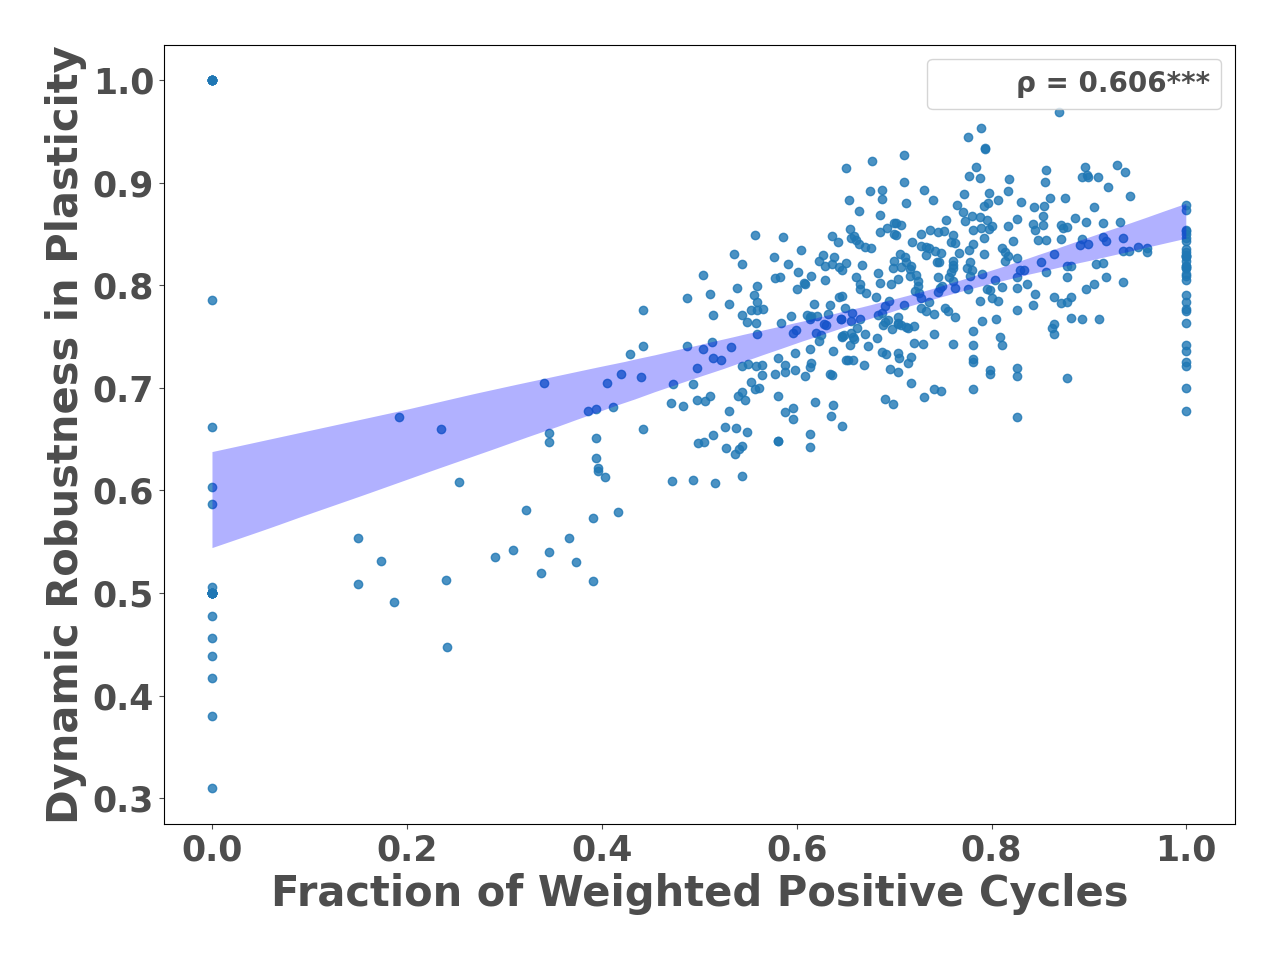 ρ = 0.606***
Dynamic Robustness in Plasticity
1.0
0.9
0.8
0.7
0.6
0.5
0.4
0.3
0.0 0.2 0.4 0.6 0.8 1.0
Fraction of Weighted Positive Cycles